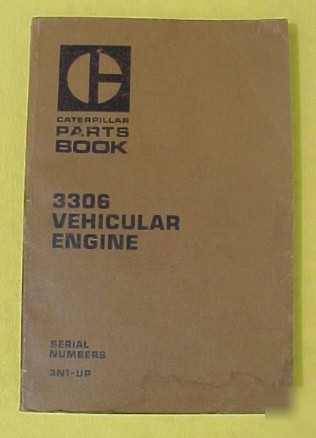 CATERPILLAR
PARTS
BOOK
3306
VEHICULAR
ENGINE
SERIAL
NUMBERS
3N1-UP